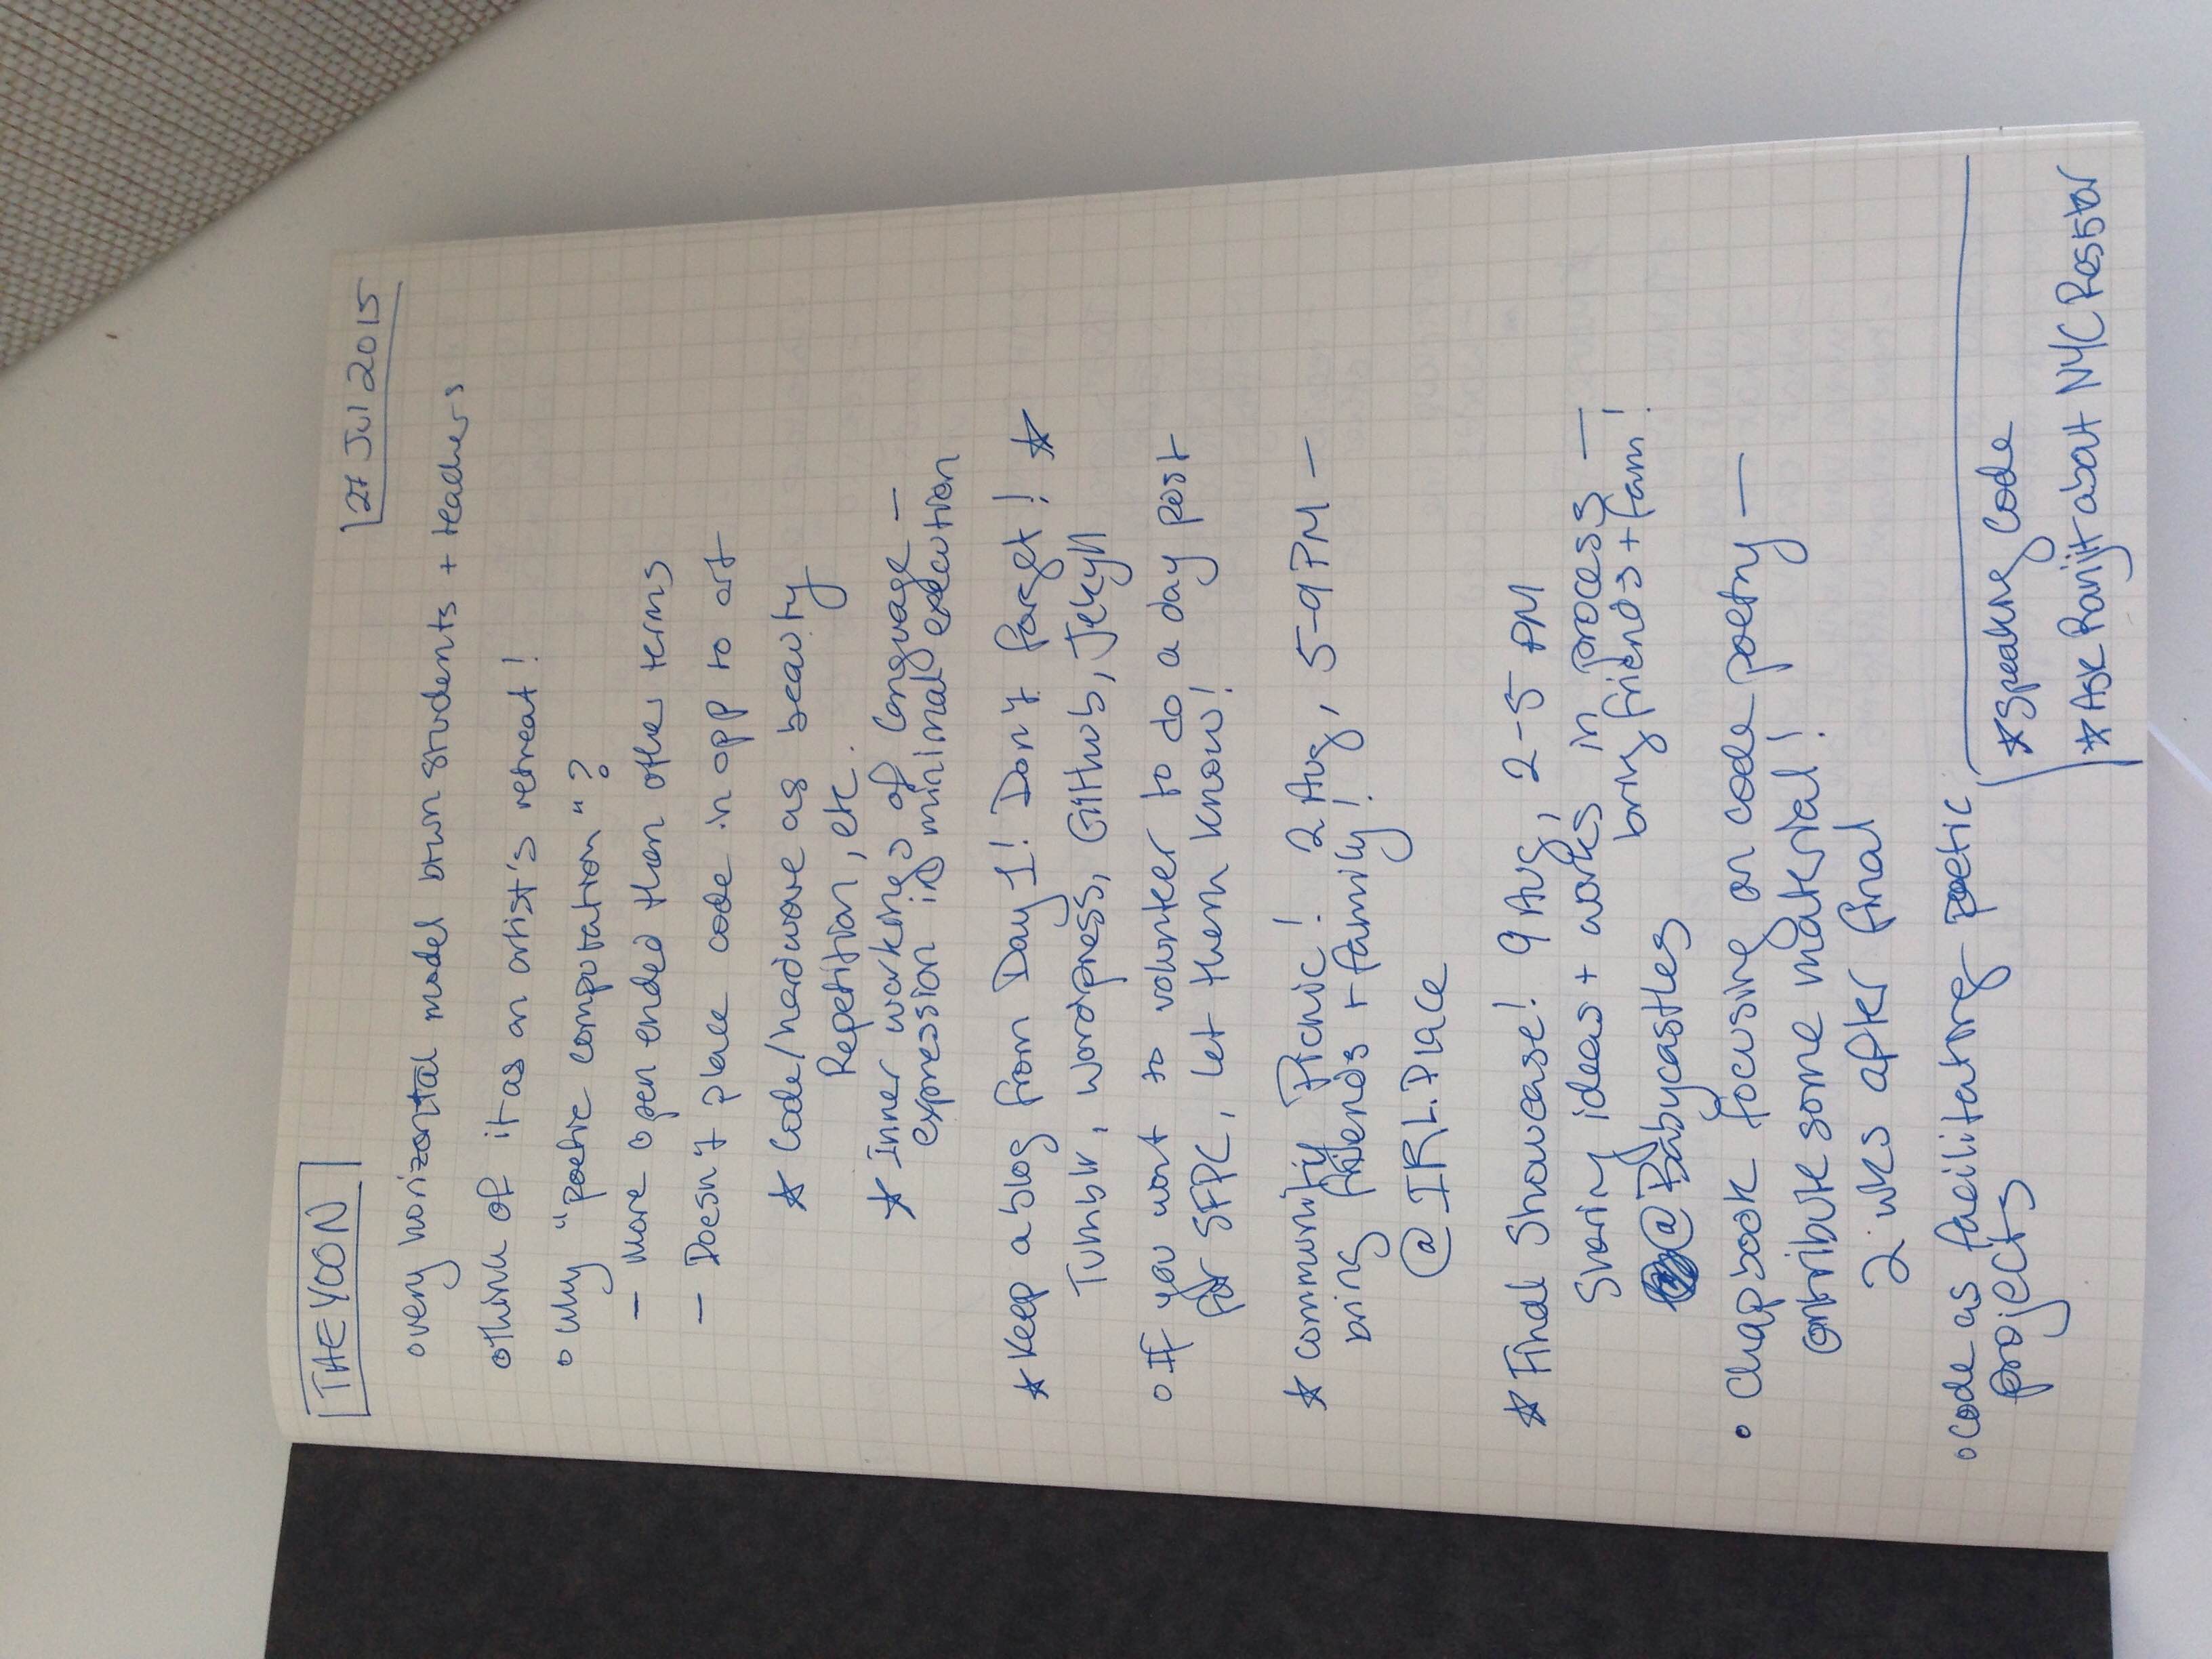 THEYOON
27 Jul 2015
o very horizontal model btwn students + teachers
o think of it as an artist's retreat!
o Why "poetic computation"?
— More open ended than other terms
— Doesn't place code in opp to art
☆ Code/hardware as beauty
Repetition, etc.
☆ Inner workings of language —
expression in minimal execution
☆ Keep a blog from Day 1! Don't forget! ☆
Tumblr, Wordpress, GitHub, Jekyll
o If you want to volunteer to do a day post
for SFPC, let them know!
☆ community Picnic! 2 Aug, 5-9 PM —
bring friends + family!
@ IRL.Place
☆ Final Showcase! 9 Aug, 2-5 PM
Sharing ideas + works in process —
bring friends + fam!
@ Babycastles
• Chapbook focusing on code poetry —
contribute some material!
2 wks after final
o code as facilitating poetic
projects
☆ Speaking Code
☆ Ask Ranjit about NYC Resistor